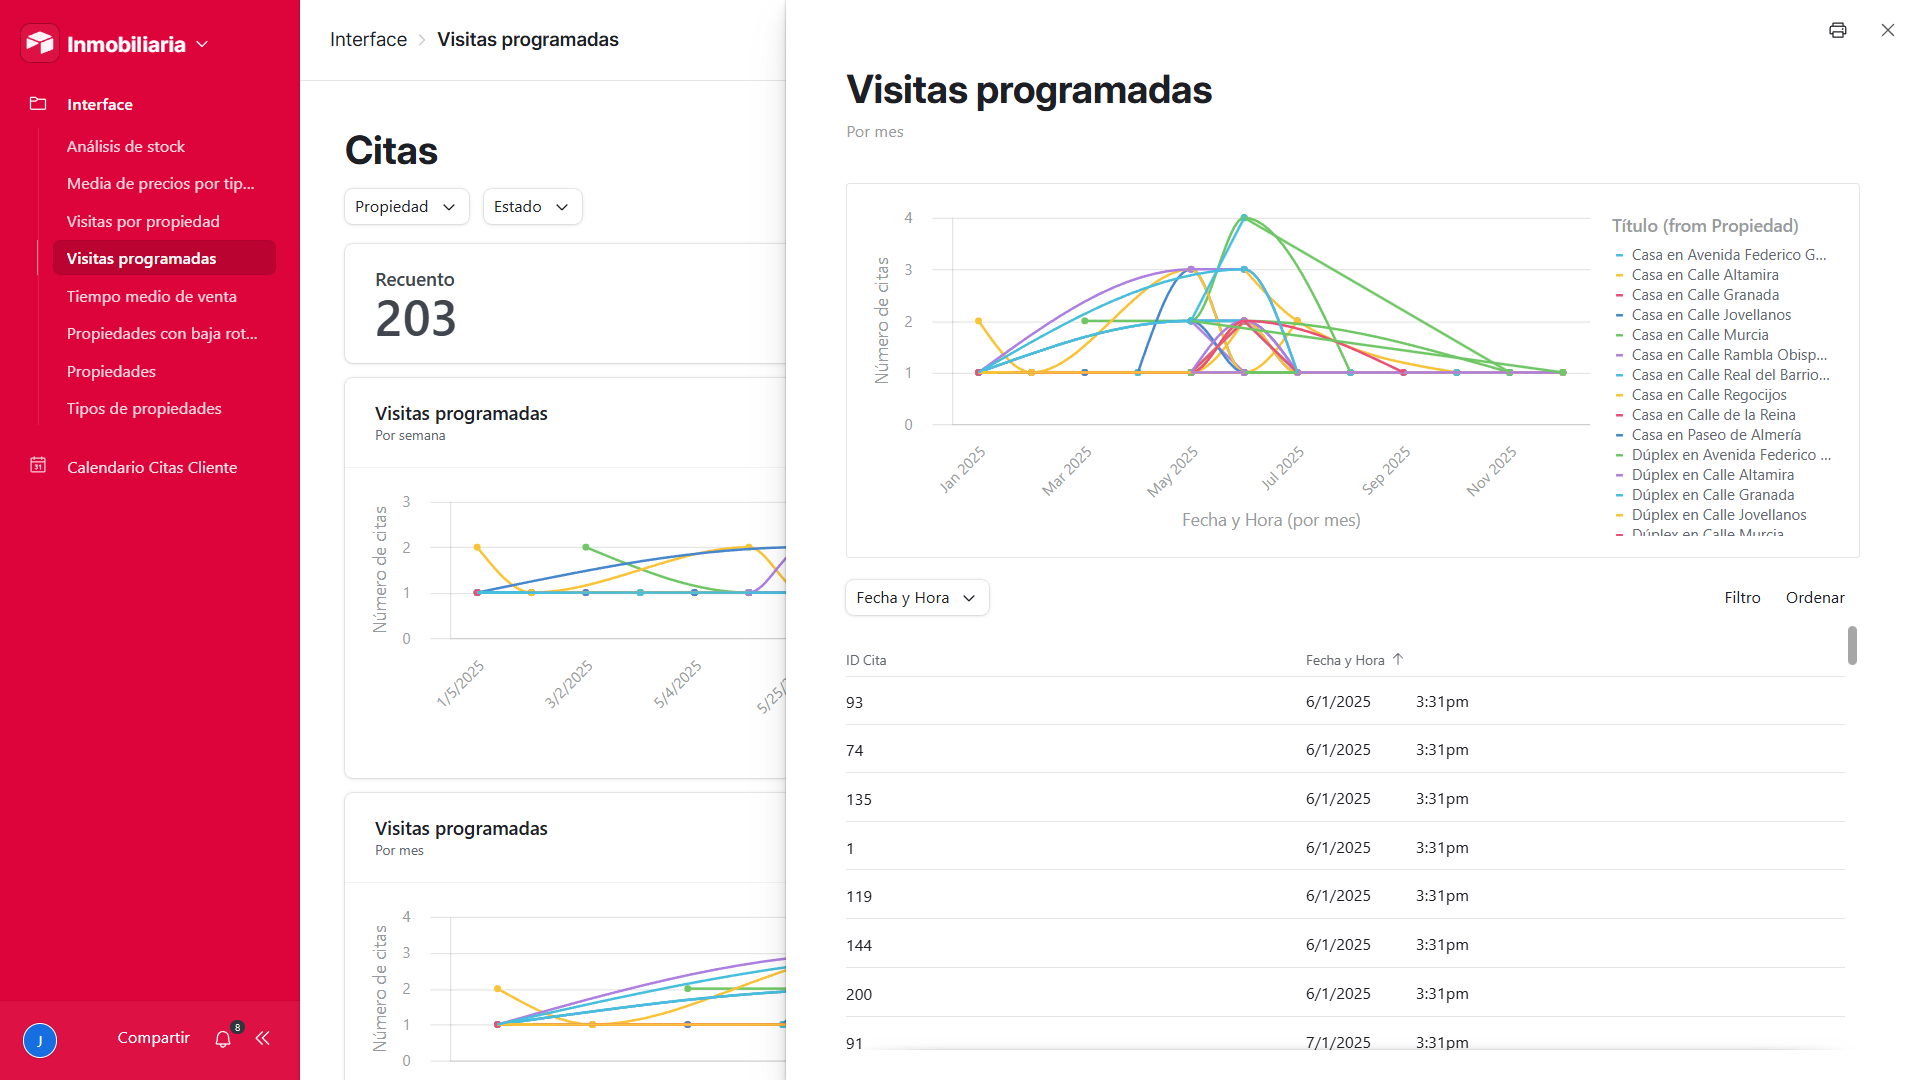 Inmobiliaria
Interface
Análisis de stock
Media de precios por tip...
Visitas por propiedad
Visitas programadas
Tiempo medio de venta
Propiedades con baja rot...
Propiedades
Tipos de propiedades
31
Calendario Citas Cliente
J
Compartir
8
Interface > Visitas programadas
Citas
Propiedad
Estado
Recuento
203
Visitas programadas
Por semana
Número de citas
3
2
1
0
1/5/2025
3/2/2025
5/4/2025
5/25/
Visitas programadas
Por mes
Número de citas
4
3
2
1
0
Visitas programadas
Por mes
Número de citas
4
3
2
1
0
Jan 2025
Mar 2025
May 2025
Jul 2025
Sep 2025
Nov 2025
Fecha y Hora (por mes)
Título (from Propiedad)
Casa en Avenida Federico G...
Casa en Calle Altamira
Casa en Calle Granada
Casa en Calle Jovellanos
Casa en Calle Murcia
Casa en Calle Rambla Obisp...
Casa en Calle Real del Barrio...
Casa en Calle Regocijos
Casa en Calle de la Reina
Casa en Paseo de Almería
Dúplex en Avenida Federico ...
Dúplex en Calle Altamira
Dúplex en Calle Granada
Dúplex en Calle Jovellanos
Dúplex en Calle Murcia
Fecha y Hora
Filtro
Ordenar
ID Cita
Fecha y Hora
93 6/1/2025 3:31pm
74 6/1/2025 3:31pm
135 6/1/2025 3:31pm
1 6/1/2025 3:31pm
119 6/1/2025 3:31pm
144 6/1/2025 3:31pm
200 6/1/2025 3:31pm
91 7/1/2025 3:31pm